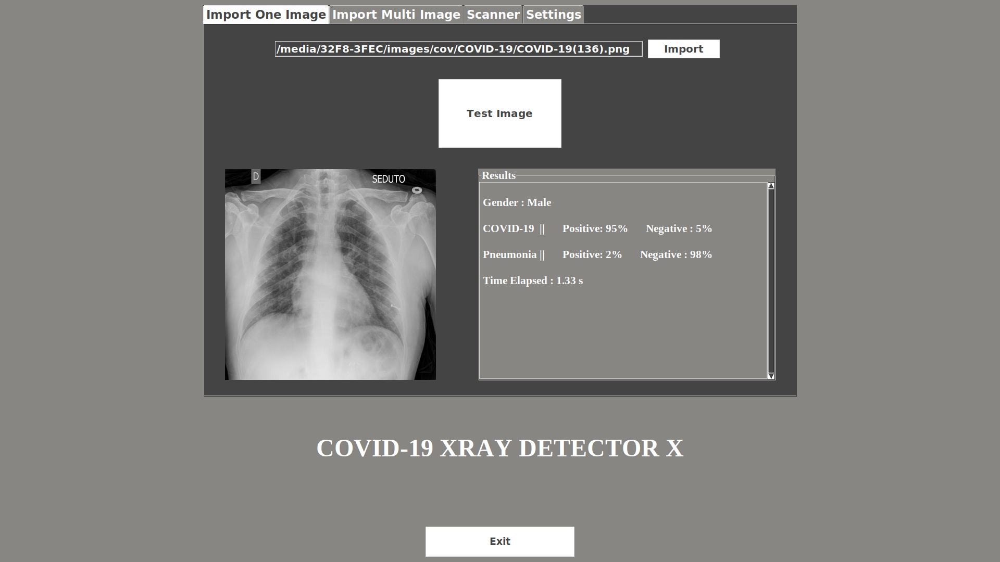 Import One Image Import Multi Image Scanner Settings
/media/32F8-3FEC/images/cov/COVID-19/COVID-19(136).png Import
Test Image
D SEDUTO
Results
Gender : Male
COVID-19 || Positive: 95% Negative : 5%
Pneumonia || Positive: 2% Negative : 98%
Time Elapsed : 1.33 s
COVID-19 XRAY DETECTOR X
Exit